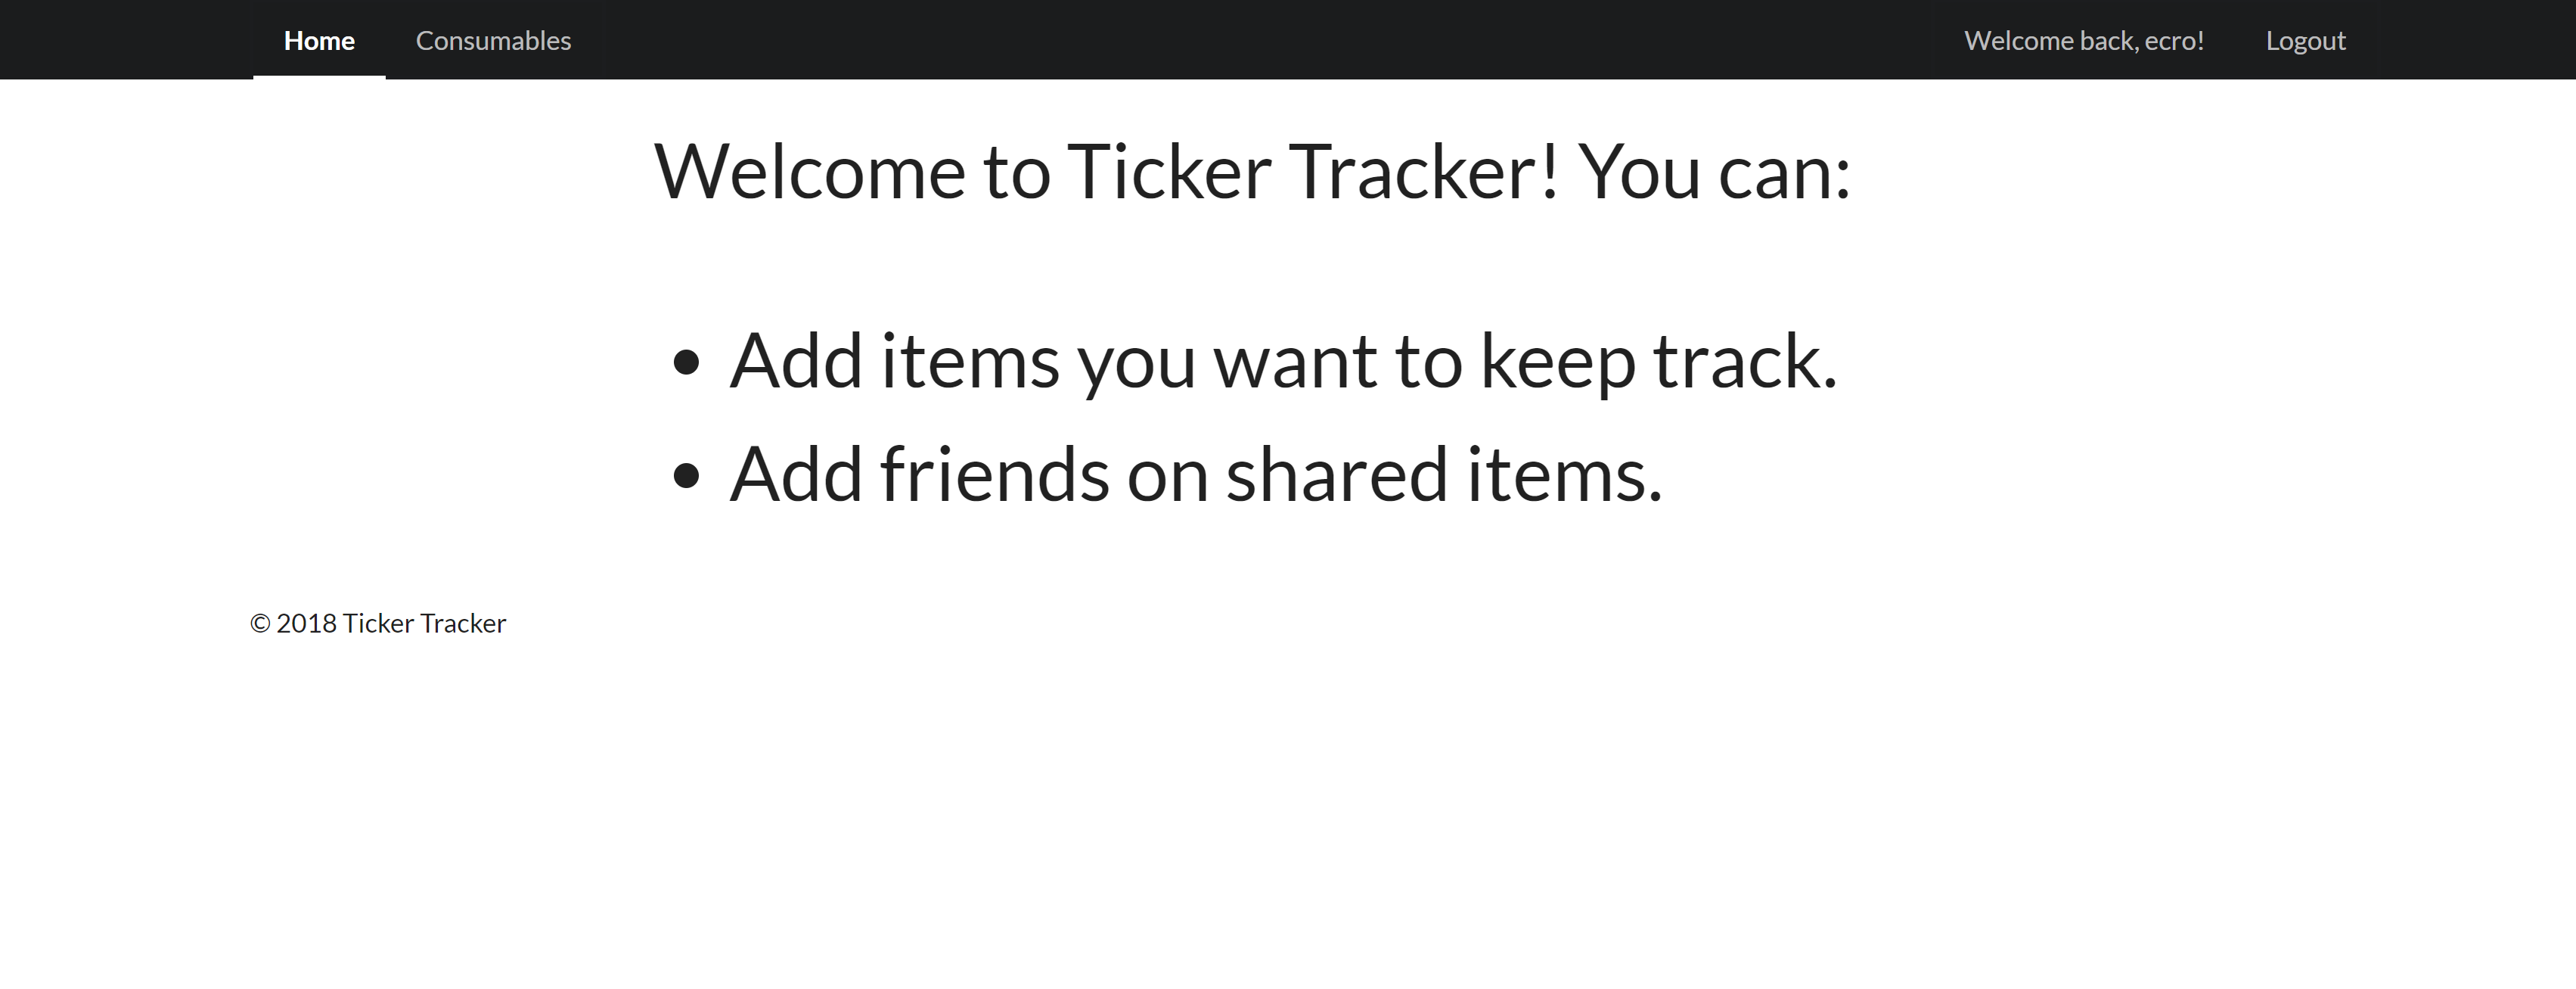 Home Consumables Welcome back, ecro! Logout
Welcome to Ticker Tracker! You can:
• Add items you want to keep track.
• Add friends on shared items.
© 2018 Ticker Tracker